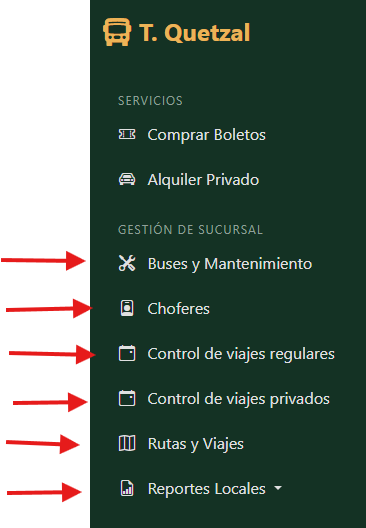 T. Quetzal
SERVICIOS
Comprar Boletos
Alquiler Privado
GESTIÓN DE SUCURSAL
Buses y Mantenimiento
Choferes
Control de viajes regulares
Control de viajes privados
Rutas y Viajes
Reportes Locales